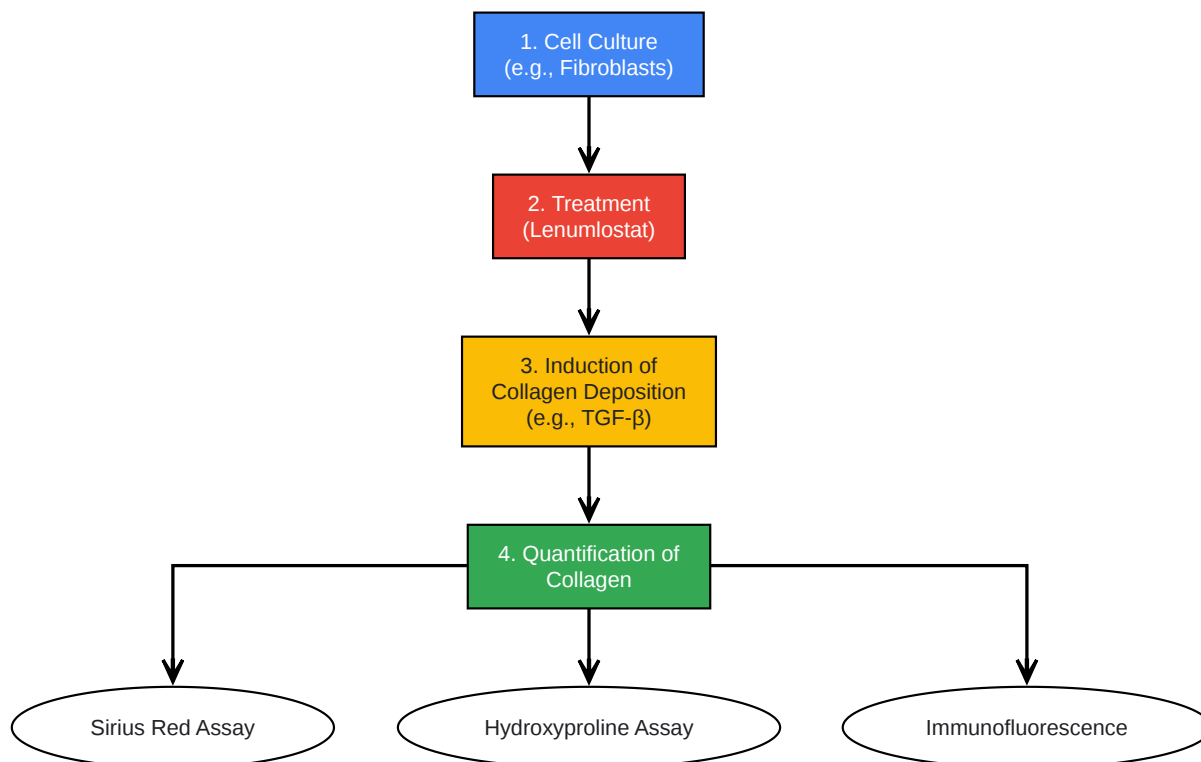 1. Cell Culture
(e.g., Fibroblasts)
2. Treatment
(Lenumlostat)
3. Induction of
Collagen Deposition
(e.g., TGF-β)
4. Quantification of
Collagen
Sirius Red Assay
Hydroxyproline Assay
Immunofluorescence